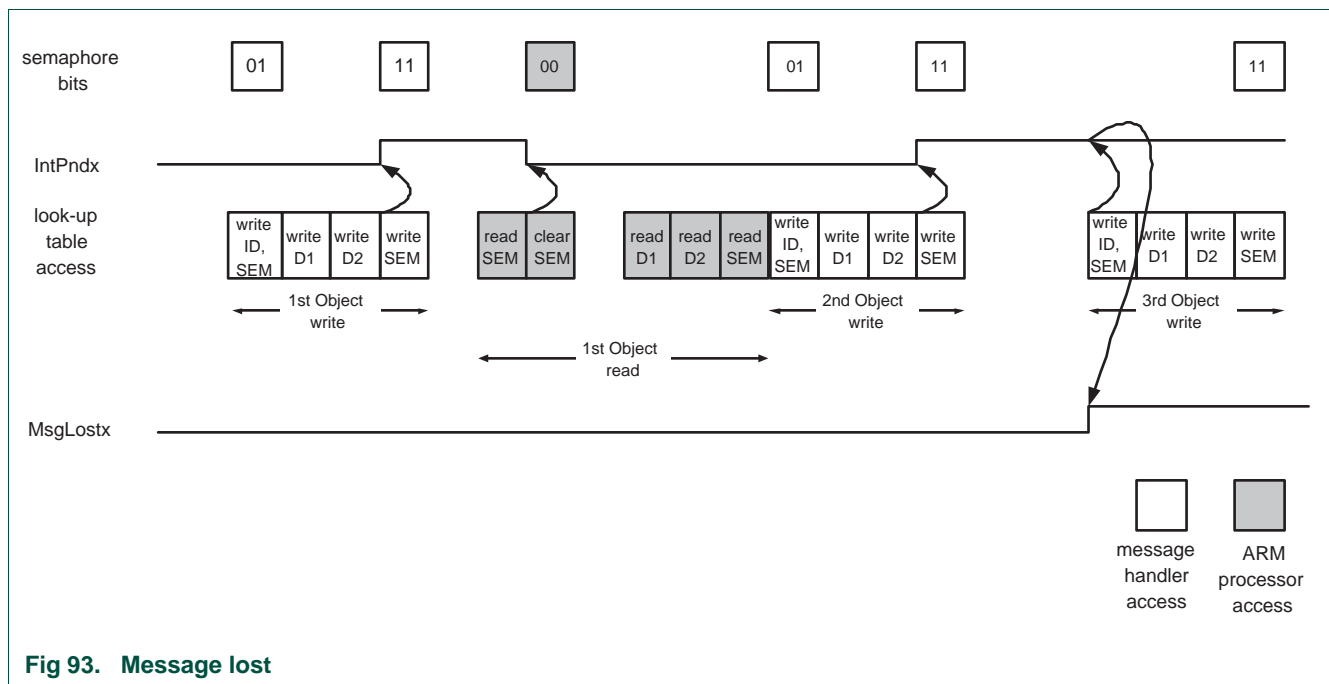 semaphore
bits
01
11
00
01
11
11
IntPndx
look-up
table
access
write
ID,
SEM
write
D1
write
D2
write
SEM
read
SEM
clear
SEM
read
D1
read
D2
read
SEM
write
ID,
SEM
write
D1
write
D2
write
SEM
write
ID,
SEM
write
D1
write
D2
write
SEM
1st Object
write
2nd Object
write
3rd Object
write
1st Object
read
MsgLostx
message
handler
access
ARM
processor
access
Fig 93. Message lost